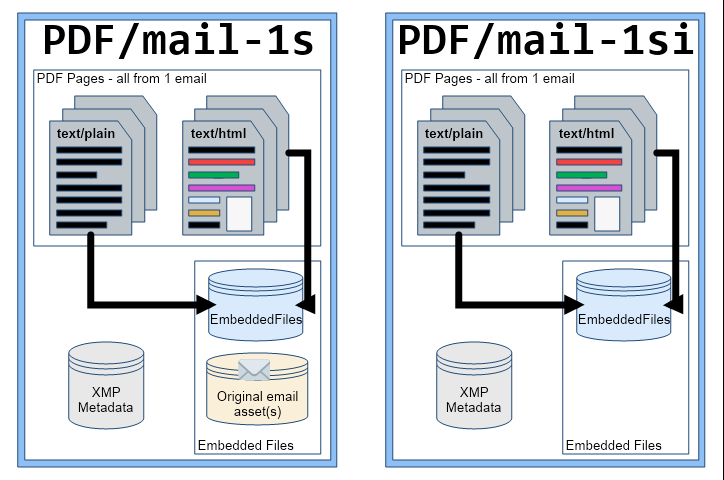 PDF/mail-1s
PDF Pages - all from 1 email
text/plain
text/html
EmbeddedFiles
XMP
Metadata
Original email
asset(s)
Embedded Files
PDF/mail-1si
PDF Pages - all from 1 email
text/plain
text/html
EmbeddedFiles
XMP
Metadata
Embedded Files